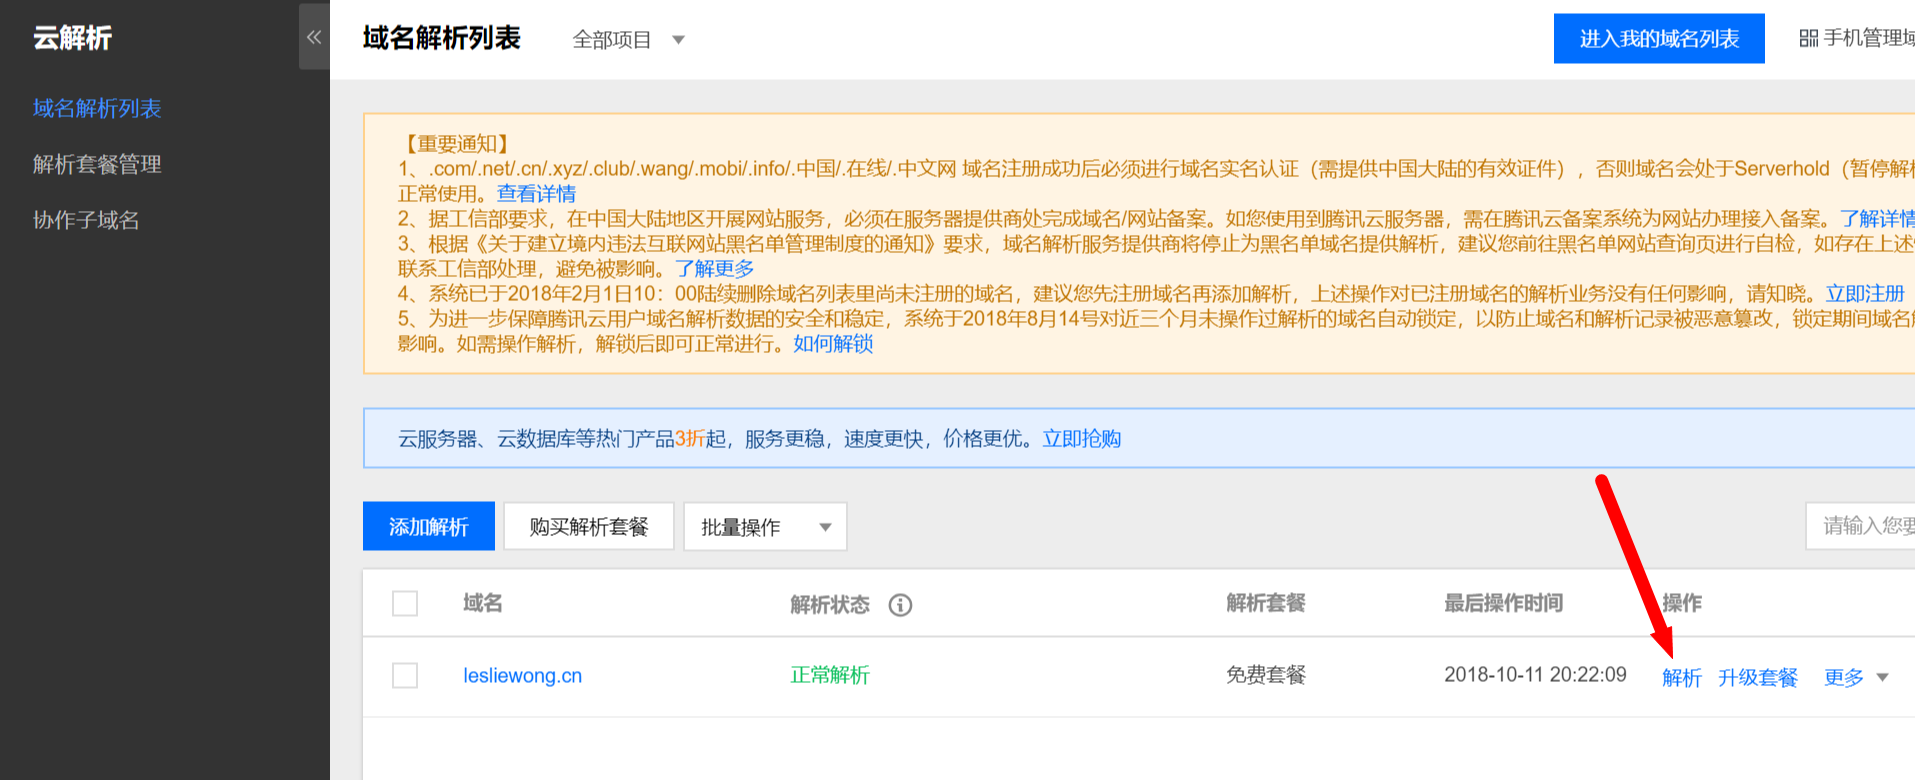 云解析
«
域名解析列表
解析套餐管理
协作子域名
域名解析列表
全部项目
进入我的域名列表
手机管理域
【重要通知】
1、.com/.net/.cn/.xyz/.club/.wang/.mobi/.info/.中国/.在线/.中文网 域名注册成功后必须进行域名实名认证（需提供中国大陆的有效证件），否则域名会处于Serverhold（暂停解析
正常使用。查看详情
2、据工信部要求，在中国大陆地区开展网站服务，必须在服务器提供商处完成域名/网站备案。如您使用到腾讯云服务器，需在腾讯云备案系统为网站办理接入备案。了解详情
3、根据《关于建立境内违法互联网站黑名单管理制度的通知》要求，域名解析服务提供商将停止为黑名单域名提供解析，建议您前往黑名单网站查询页进行自检，如存在上述
联系工信部处理，避免被影响。了解更多
4、系统已于2018年2月1日10：00陆续删除域名列表里尚未注册的域名，建议您先注册域名再添加解析，上述操作对已注册域名的解析业务没有任何影响，请知晓。立即注册
5、为进一步保障腾讯云用户域名解析数据的安全和稳定，系统于2018年8月14号对近三个月未操作过解析的域名自动锁定，以防止域名和解析记录被恶意篡改，锁定期间域名解
影响。如需操作解析，解锁后即可正常进行。如何解锁
云服务器、云数据库等热门产品3折起，服务更稳，速度更快，价格更优。立即抢购
添加解析
购买解析套餐
批量操作
请输入您要
域名
解析状态
解析套餐
最后操作时间
操作
lesliewong.cn
正常解析
免费套餐
2018-10-11 20:22:09
解析
升级套餐
更多